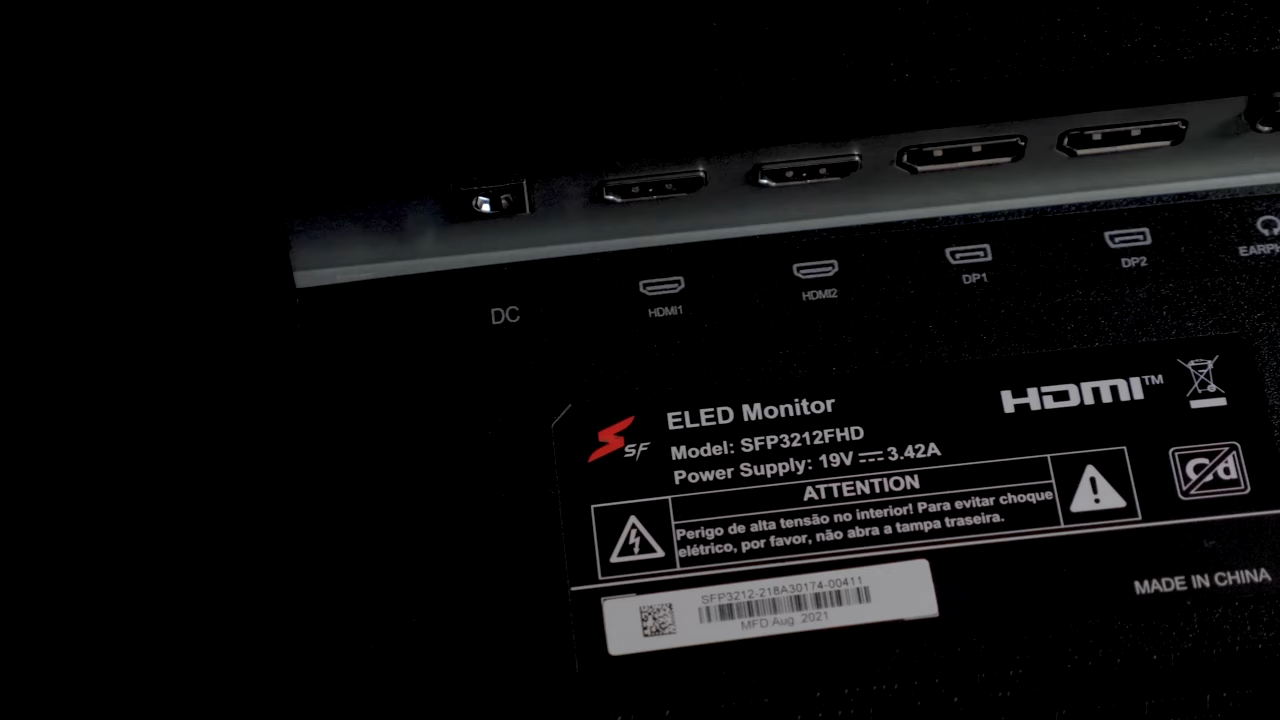 DC
HDMI1
HDMI2
DP1
DP2
SF
ELED Monitor
Model: SFP3212FHD
Power Supply: 19V ⎓ 3.42A
HDMI™
ATTENTION
Perigo de alta tensão no interior! Para evitar choque
elétrico, por favor, não abra a tampa traseira.
SFP3212-218A30174-00411
MFD Aug 2021
MADE IN CHINA